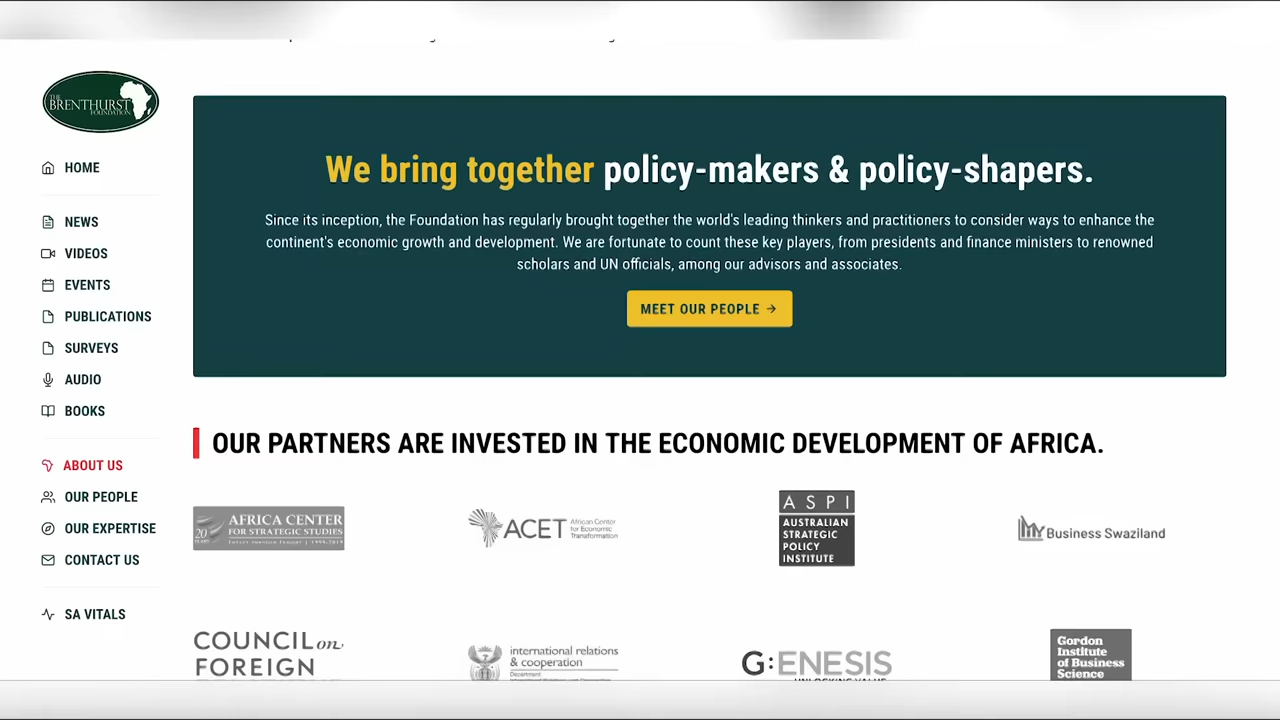 THE
BRENTHURST
FOUNDATION
HOME
NEWS
VIDEOS
EVENTS
PUBLICATIONS
SURVEYS
AUDIO
BOOKS
ABOUT US
OUR PEOPLE
OUR EXPERTISE
CONTACT US
SA VITALS
We bring together policy-makers & policy-shapers.
Since its inception, the Foundation has regularly brought together the world's leading thinkers and practitioners to consider ways to enhance the
continent's economic growth and development. We are fortunate to count these key players, from presidents and finance ministers to renowned
scholars and UN officials, among our advisors and associates.
MEET OUR PEOPLE →
OUR PARTNERS ARE INVESTED IN THE ECONOMIC DEVELOPMENT OF AFRICA.
20 YEARS
AFRICA CENTER
FOR STRATEGIC STUDIES
ACET
African Center
for Economic
Transformation
ASPI
AUSTRALIAN
STRATEGIC
POLICY
INSTITUTE
Business Swaziland
COUNCIL on
FOREIGN
international relations
& cooperation
Department
G:ENESIS
UNLOCKING VALUE
Gordon
Institute
of Business
Science